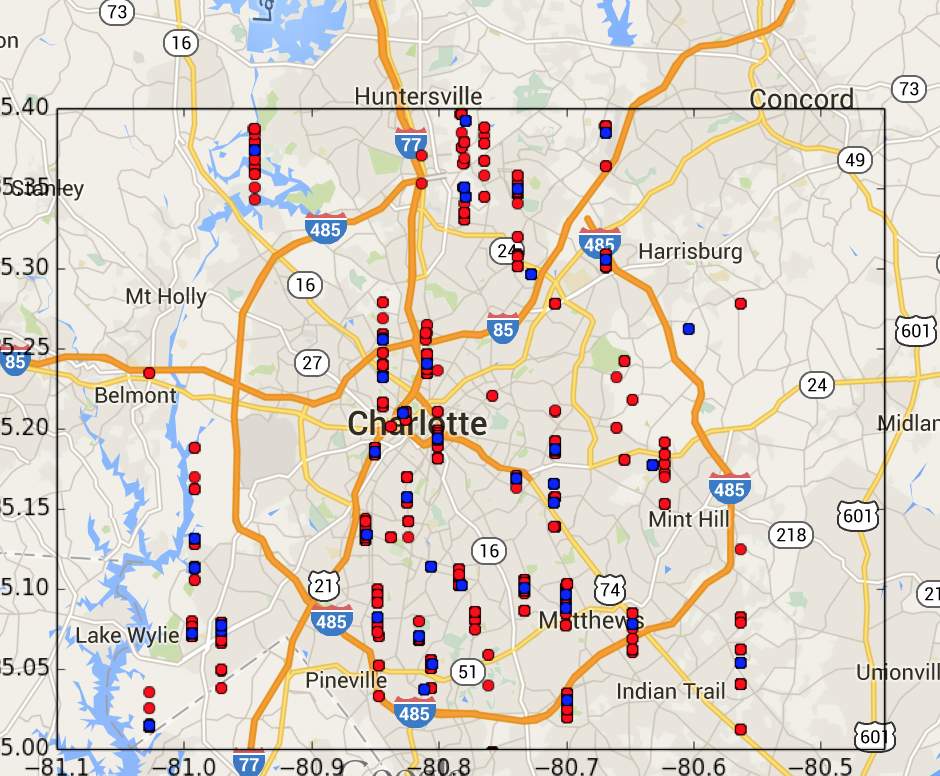 73
La
16
on
73
Huntersville
Concord
5.40
77
49
5.35
Stanley
485
485
24
Harrisburg
5.30
16
Mt Holly
601
85
85
5.25
27
24
Belmont
Charlotte
5.20
Midlan
485
5.15
Mint Hill
601
218
16
5.10
21
74
21
485
Matthews
Lake Wylie
5.05
51
Unionvill
Pineville
Indian Trail
485
601
5.00
77
−81.1
−81.0
−80.9
−80.8
−80.7
−80.6
−80.5